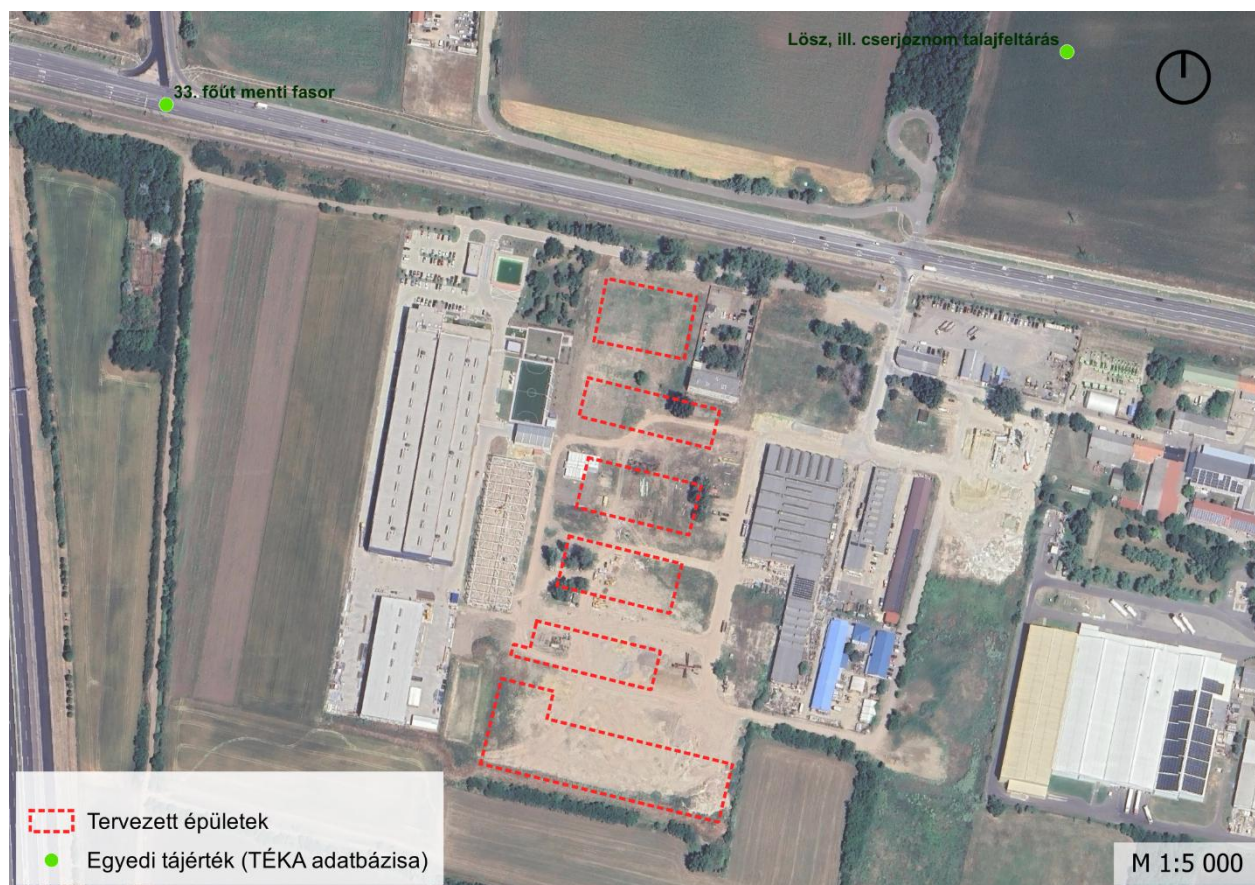 Lösz, ill. cserjoznom talajfeltárás
33. főút menti fasor
Tervezett épületek
Egyedi tájérték (TÉKA adatbázisa)
M 1:5 000